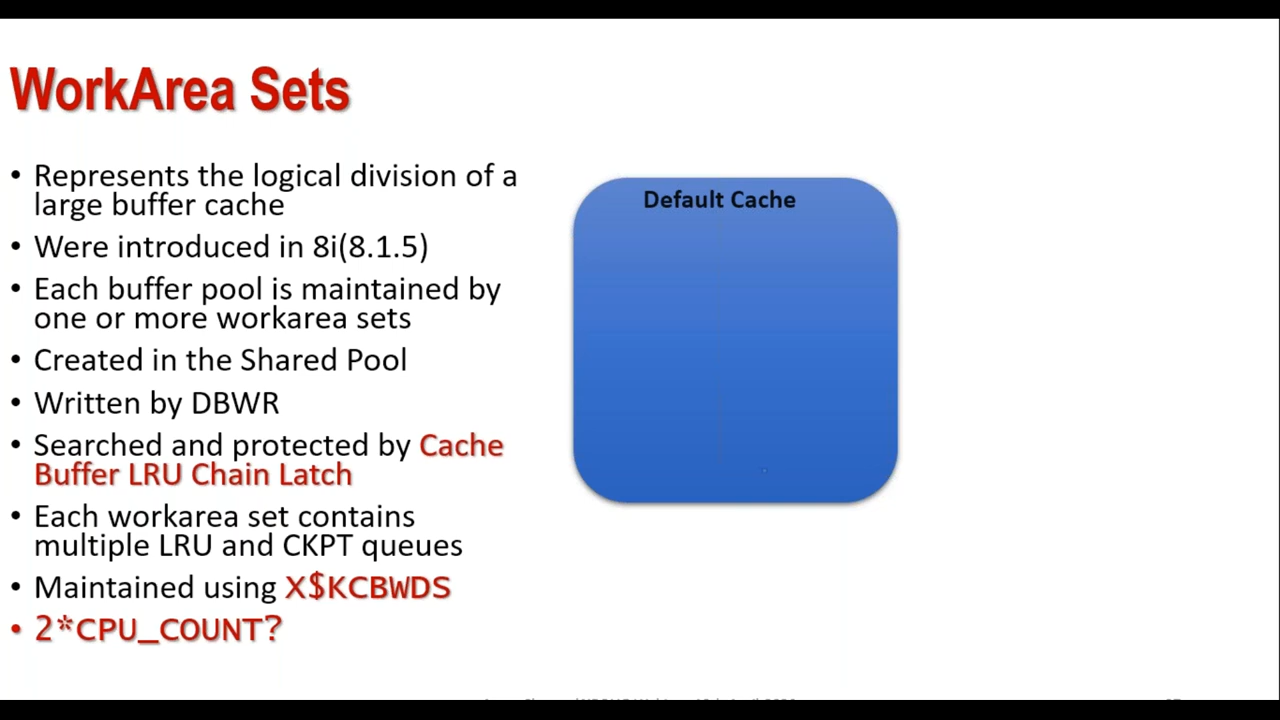 WorkArea Sets
• Represents the logical division of a
large buffer cache
• Were introduced in 8i(8.1.5)
• Each buffer pool is maintained by
one or more workarea sets
• Created in the Shared Pool
• Written by DBWR
• Searched and protected by Cache
Buffer LRU Chain Latch
• Each workarea set contains
multiple LRU and CKPT queues
• Maintained using X$KCBWDS
• 2*CPU_COUNT?
Default Cache